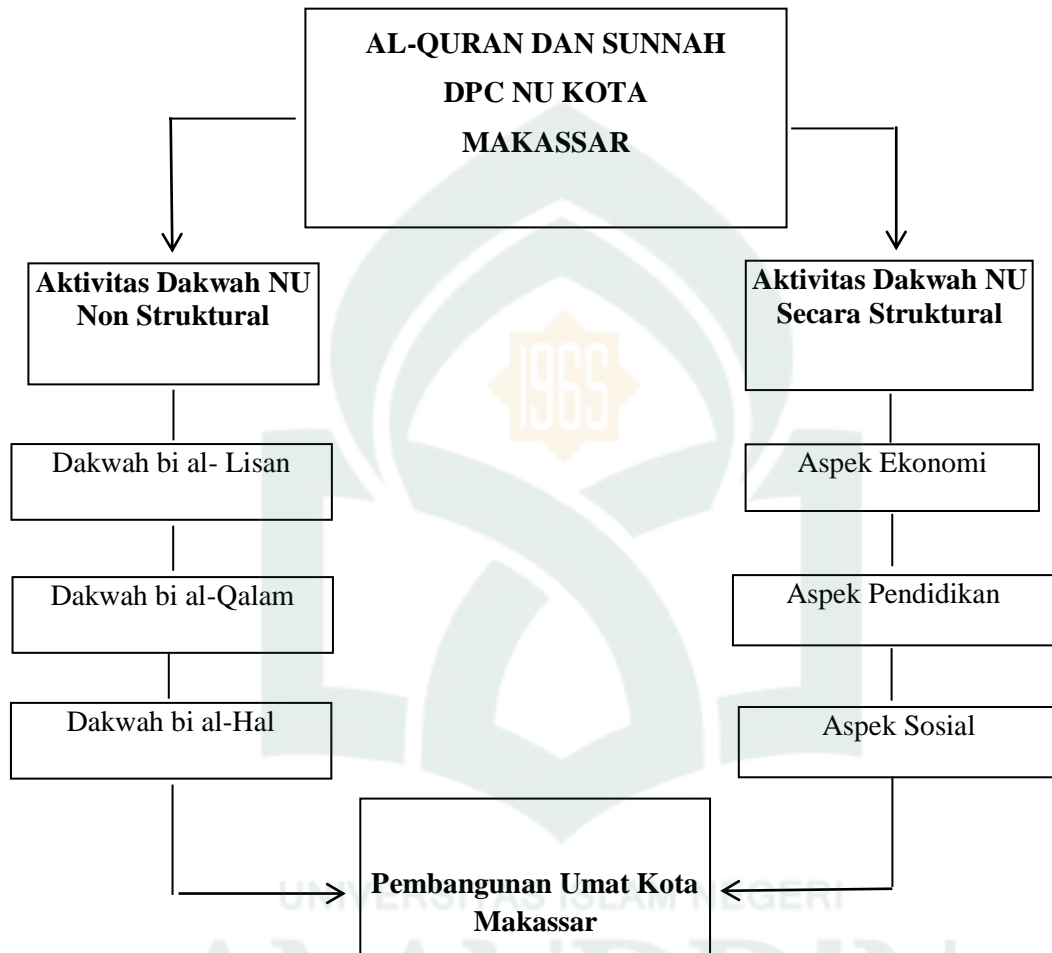 AL-QURAN DAN SUNNAH
DPC NU KOTA
MAKASSAR
Aktivitas Dakwah NU
Non Struktural
Aktivitas Dakwah NU
Secara Struktural
1965
Dakwah bi al- Lisan
Aspek Ekonomi
Dakwah bi al-Qalam
Aspek Pendidikan
Dakwah bi al-Hal
Aspek Sosial
Pembangunan Umat Kota
Makassar
UNIVERSITAS ISLAM NEGERI